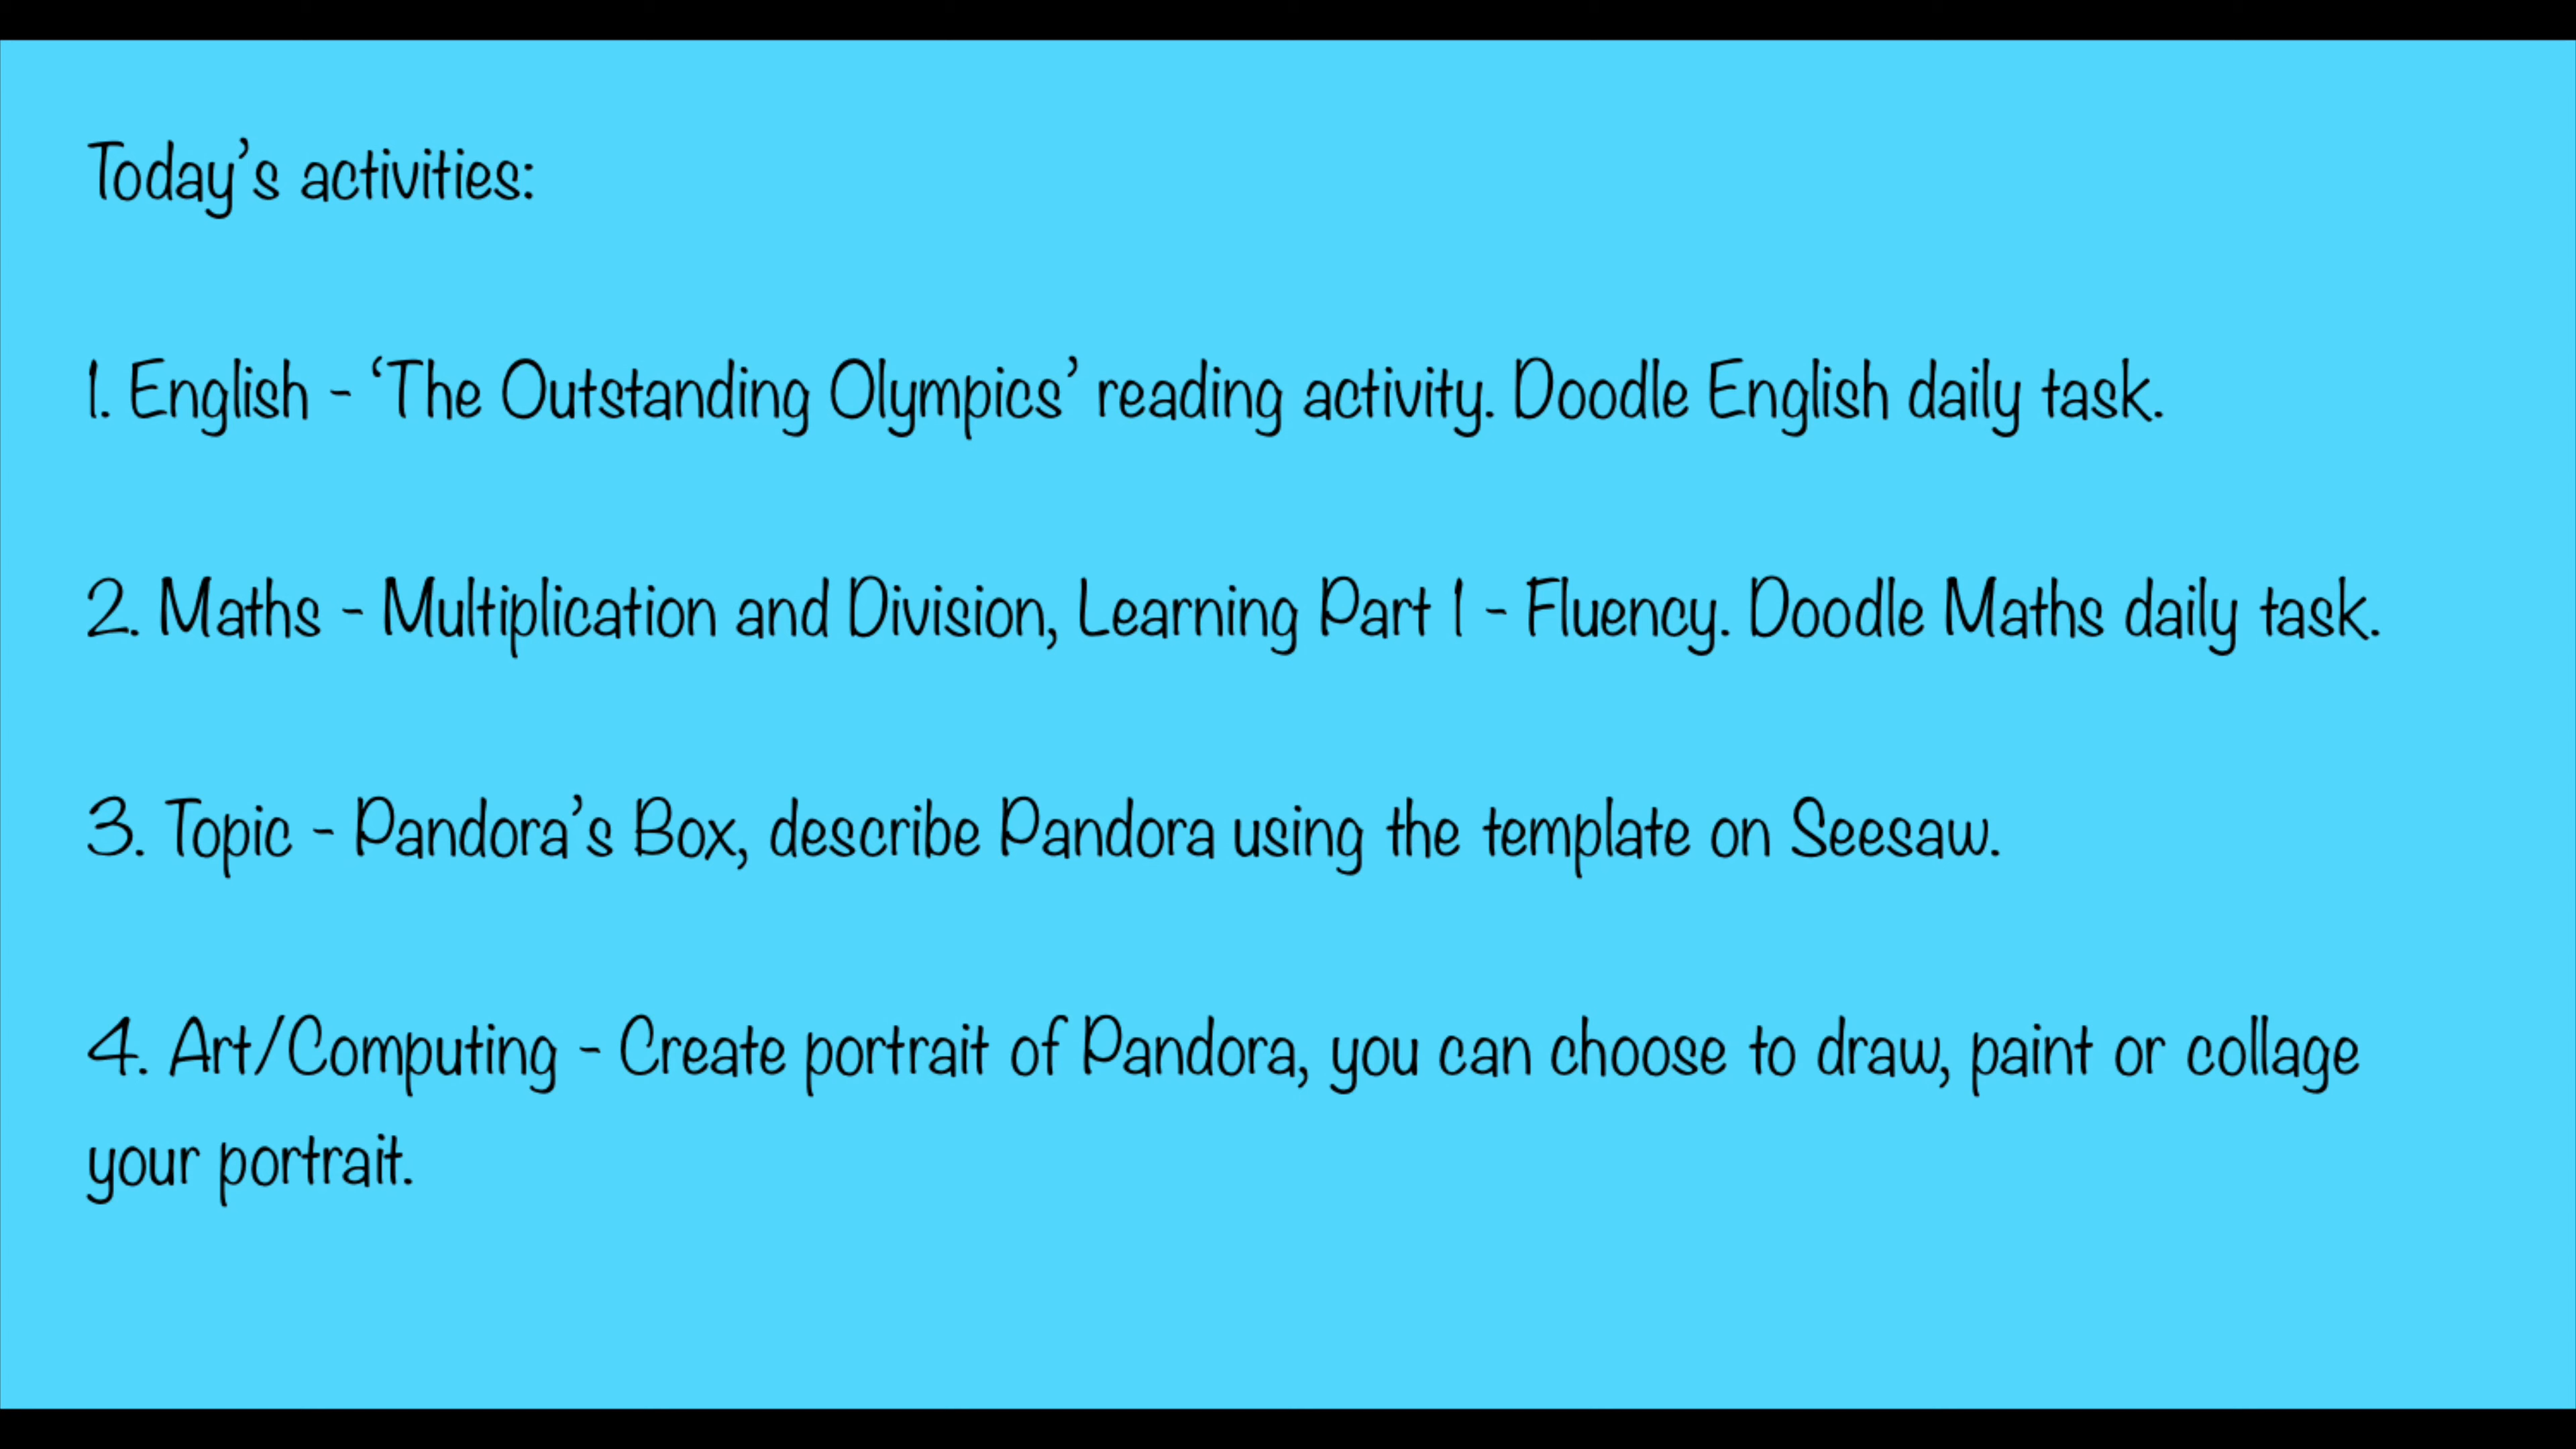 Today’s activities:
1. English - ‘The Outstanding Olympics’ reading activity. Doodle English daily task.
2. Maths - Multiplication and Division, Learning Part 1 - Fluency. Doodle Maths daily task.
3. Topic - Pandora’s Box, describe Pandora using the template on Seesaw.
4. Art/Computing - Create portrait of Pandora, you can choose to draw, paint or collage
your portrait.